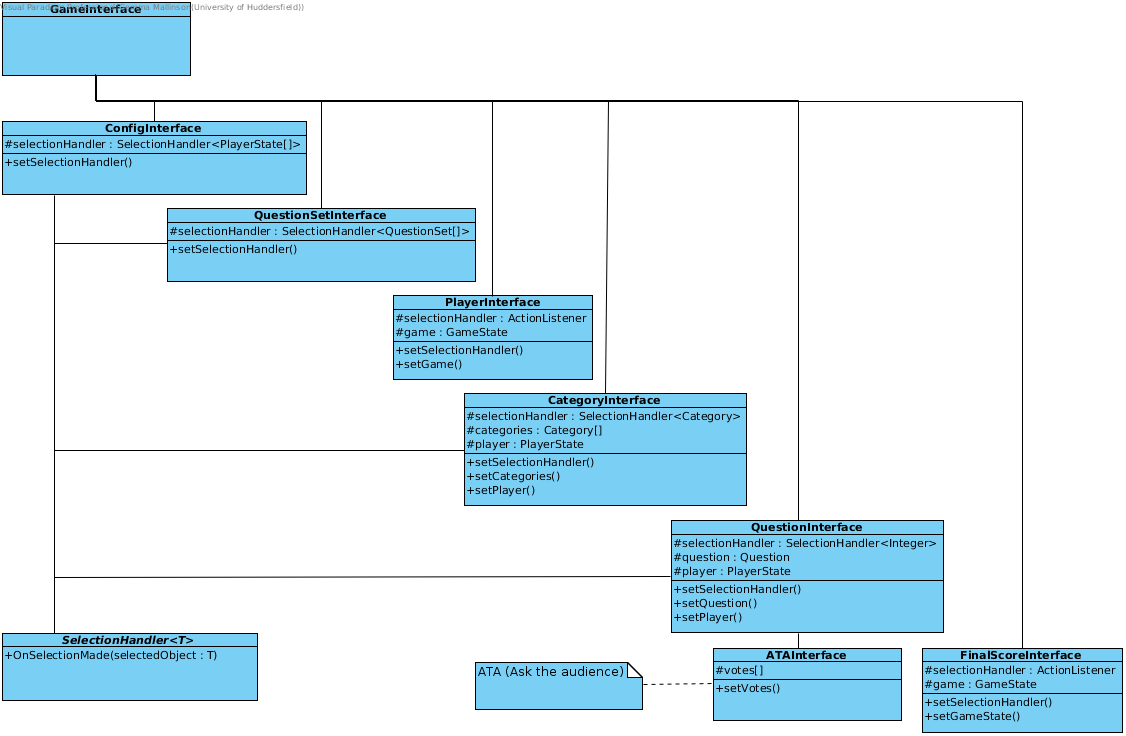 Visual Paradigm Mallinson(University of Huddersfield))
GameInterface
ConfigInterface
#selectionHandler : SelectionHandler<PlayerState[]>
+setSelectionHandler()
QuestionSetInterface
#selectionHandler : SelectionHandler<QuestionSet[]>
+setSelectionHandler()
PlayerInterface
#selectionHandler : ActionListener
#game : GameState
+setSelectionHandler()
+setGame()
CategoryInterface
#selectionHandler : SelectionHandler<Category>
#categories : Category[]
#player : PlayerState
+setSelectionHandler()
+setCategories()
+setPlayer()
QuestionInterface
#selectionHandler : SelectionHandler<Integer>
#question : Question
#player : PlayerState
+setSelectionHandler()
+setQuestion()
+setPlayer()
SelectionHandler<T>
+OnSelectionMade(selectedObject : T)
ATA (Ask the audience)
ATAInterface
#votes[]
+setVotes()
FinalScoreInterface
#selectionHandler : ActionListener
#game : GameState
+setSelectionHandler()
+setGameState()